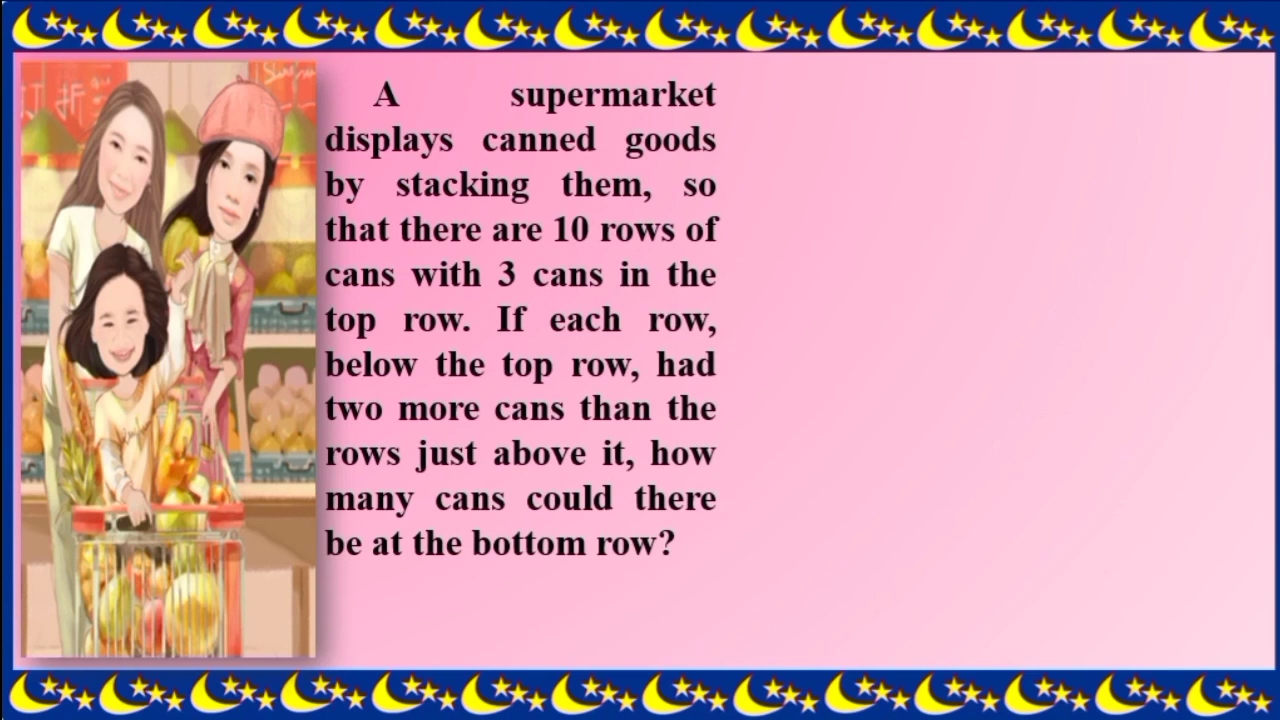 A supermarket
displays canned goods
by stacking them, so
that there are 10 rows of
cans with 3 cans in the
top row. If each row,
below the top row, had
two more cans than the
rows just above it, how
many cans could there
be at the bottom row?